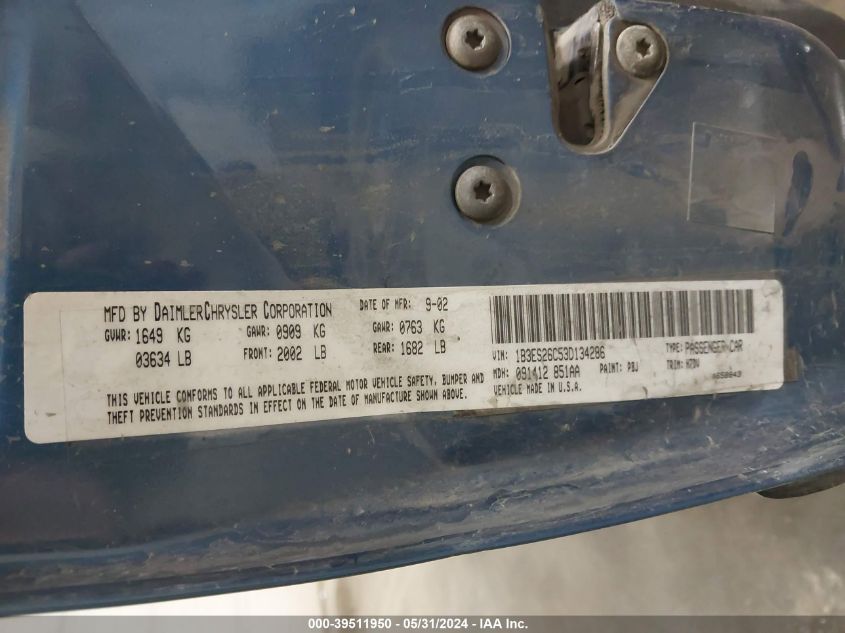 MFD BY DAIMLERCHRYSLER CORPORATION DATE OF MFR: 9-02
GVWR: 1649 KG GAWR: 0909 KG GAWR: 0763 KG
03634 LB FRONT: 2002 LB REAR: 1682 LB
THIS VEHICLE CONFORMS TO ALL APPLICABLE FEDERAL MOTOR VEHICLE SAFETY, BUMPER AND
THEFT PREVENTION STANDARDS IN EFFECT ON THE DATE OF MANUFACTURE SHOWN ABOVE.
VIN: 1B3ES26C53D134286 TYPE: PASSENGER CAR
MDH: 091412 851AA PAINT: PBJ TRIM: 
VEHICLE MADE IN U.S.A.
000-39511950 - 05/31/2024 - IAA Inc.